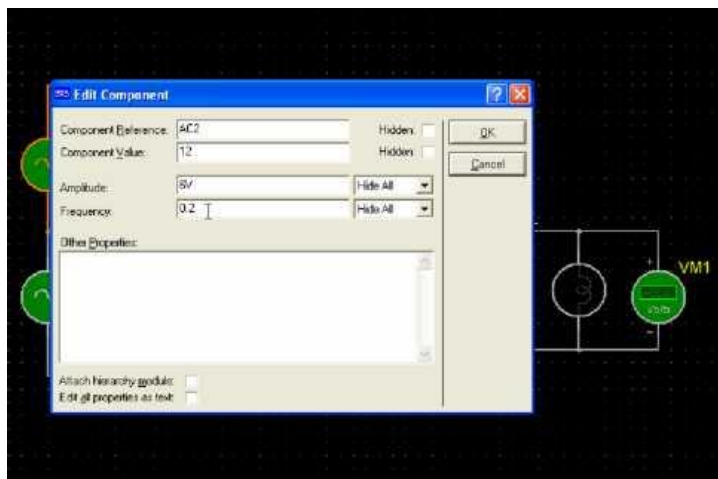 Edit Component
Component Reference: AC2 Hidden:
Component Value: 12 Hidden:
OK
Cancel
Amplitude: 6V Hide All
Frequency: 0.2 Hide All
Other Properties:
VM1
Volts
Attach hierarchy module:
Edit all properties as text: